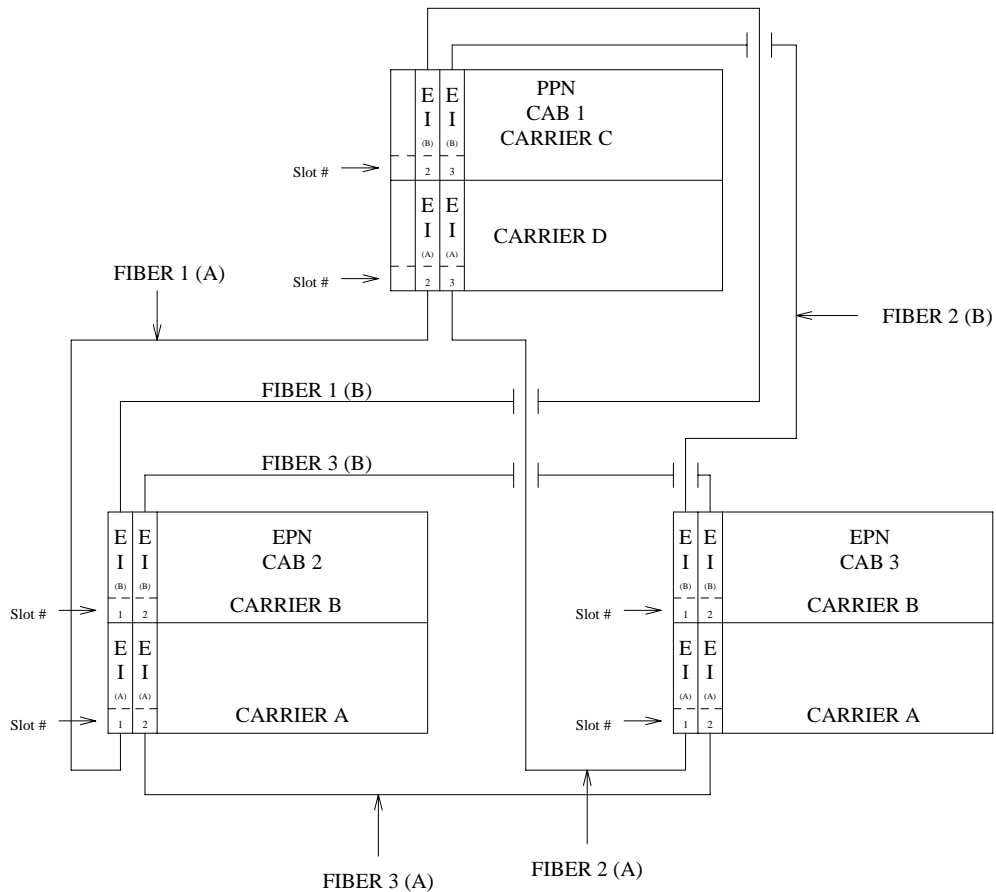 E
I
(B)
2
E
I
(B)
3
PPN
CAB 1
CARRIER C
Slot #
E
I
(A)
2
E
I
(A)
3
CARRIER D
Slot #
FIBER 1 (A)
FIBER 2 (B)
FIBER 1 (B)
FIBER 3 (B)
E
I
(B)
1
E
I
(B)
2
EPN
CAB 2
CARRIER B
Slot #
E
I
(A)
1
E
I
(A)
2
CARRIER A
Slot #
E
I
(B)
1
E
I
(B)
2
EPN
CAB 3
CARRIER B
Slot #
E
I
(A)
1
E
I
(A)
2
CARRIER A
Slot #
FIBER 3 (A)
FIBER 2 (A)